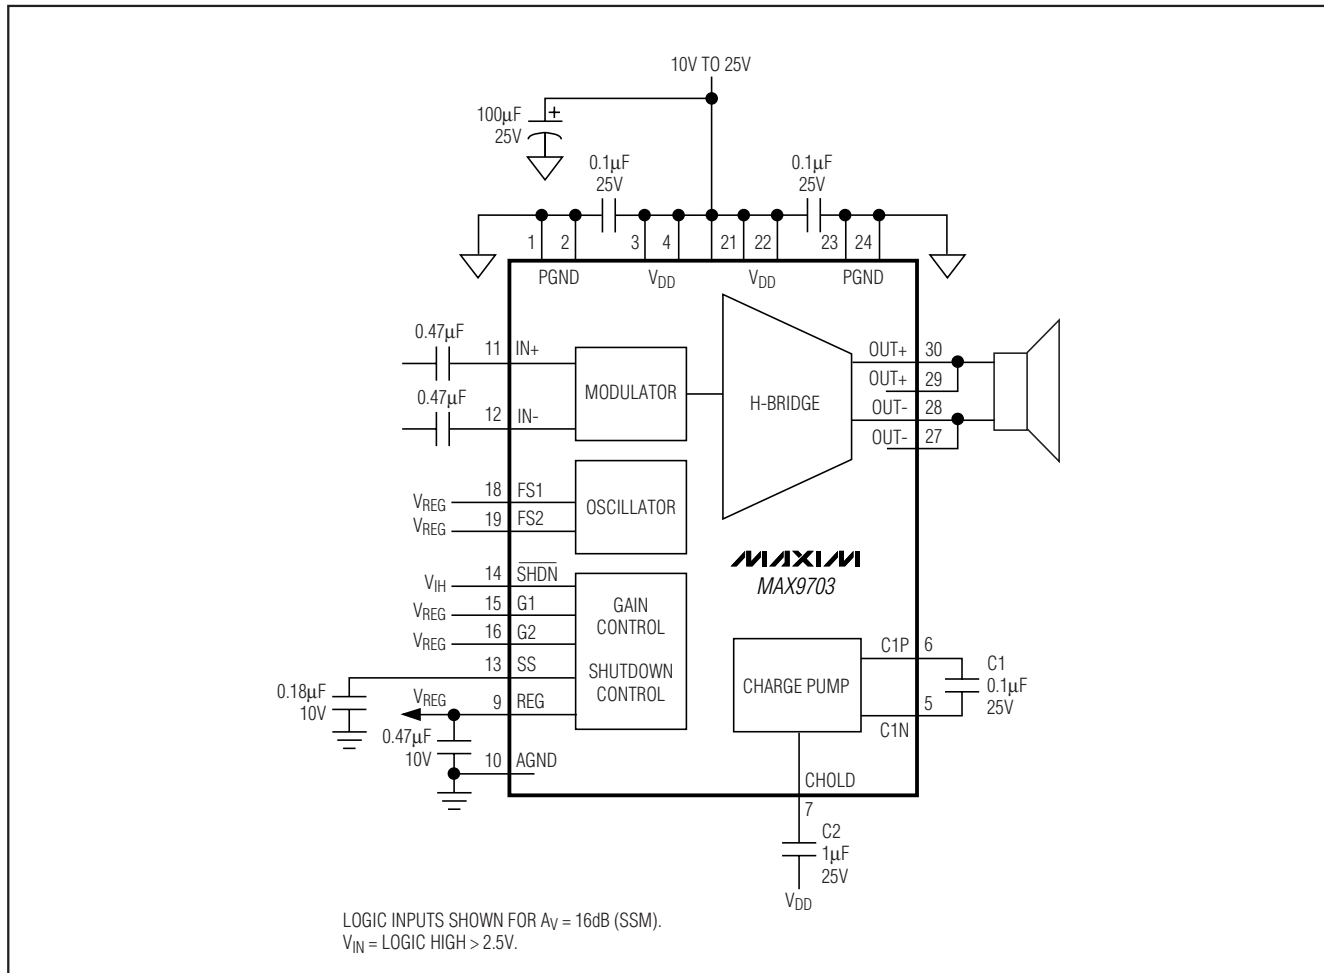 10V TO 25V
100µF
25V
+
0.1µF
25V
0.1µF
25V
1
2
3
4
21
22
23
24
PGND
VDD
VDD
PGND
0.47µF
11
IN+
0.47µF
12
IN-
MODULATOR
H-BRIDGE
OUT+
30
OUT+
29
OUT-
28
OUT-
27
VREG
18
FS1
VREG
19
FS2
OSCILLATOR
MAXIM
MAX9703
VIH
14
SHDN
VREG
15
G1
VREG
16
G2
13
SS
GAIN
CONTROL
SHUTDOWN
CONTROL
0.18µF
10V
VREG
9
REG
0.47µF
10V
10
AGND
CHARGE PUMP
C1P
6
C1
0.1µF
25V
5
C1N
CHOLD
7
C2
1µF
25V
VDD
LOGIC INPUTS SHOWN FOR AV = 16dB (SSM).
VIN = LOGIC HIGH > 2.5V.